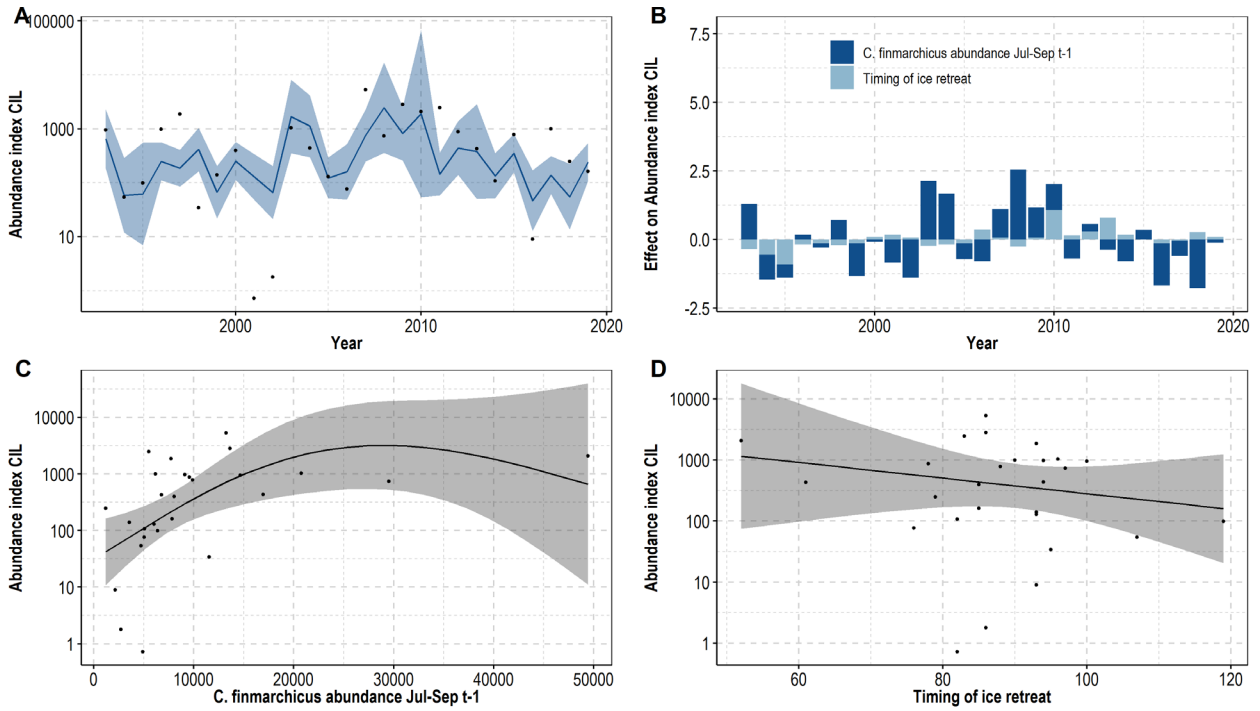 A
100000
1000
10
Abundance index CIL
2000
2010
2020
Year
B
7.5
5.0
2.5
0.0
-2.5
Effect on Abundance index CIL
C. finmarchicus abundance Jul-Sep t-1
Timing of ice retreat
2000
2010
2020
Year
C
10000
1000
100
10
1
Abundance index CIL
0
10000
20000
30000
40000
50000
C. finmarchicus abundance Jul-Sep t-1
D
10000
1000
100
10
1
Abundance index CIL
60
80
100
120
Timing of ice retreat